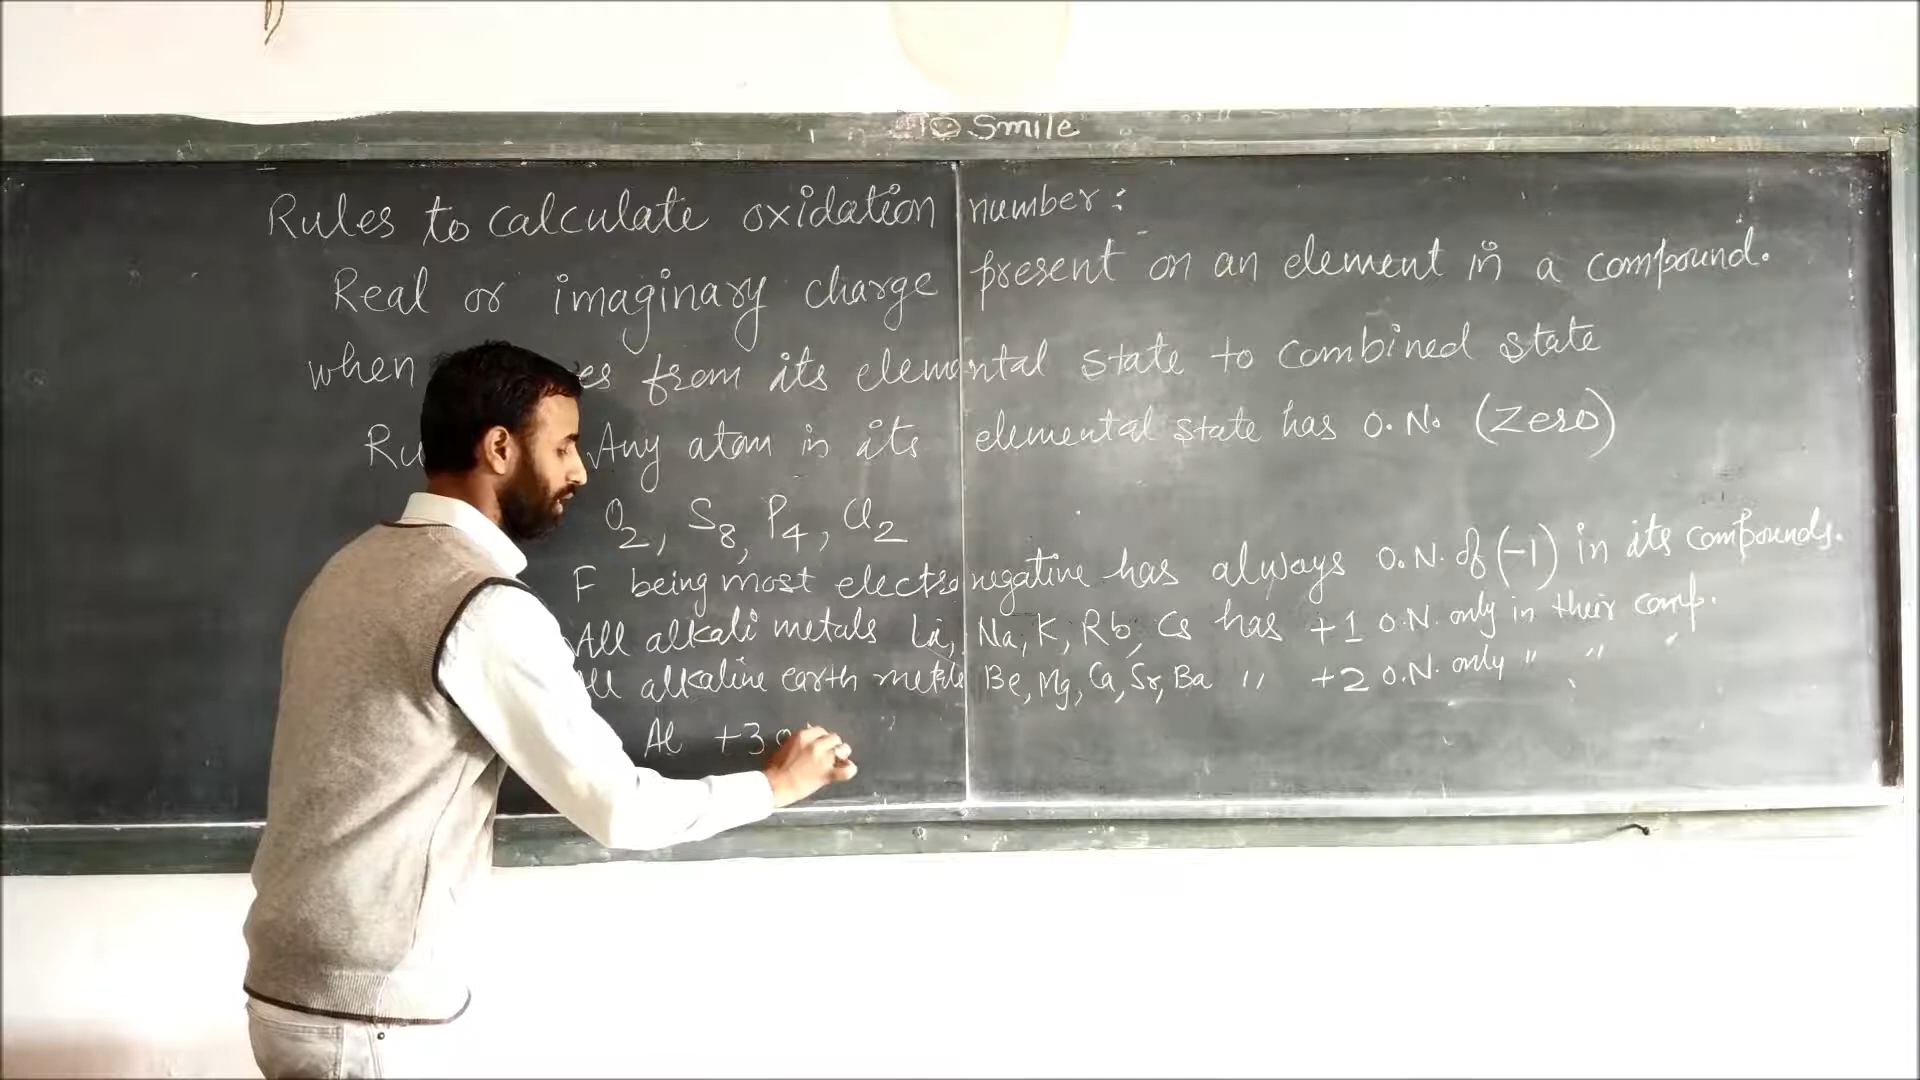 Smile
Rules to calculate oxidation number:
Real or imaginary charge present on an element in a compound.
when es from its elemental state to combined state
Ru Any atom in its elemental state has O.N. (Zero)
O2, S8, P4, Cl2
F being most electronegative has always O.N. of (-1) in its compounds.
All alkali metals Li, Na, K, Rb, Cs has +1 O.N. only in their comp.
All alkaline earth metals Be, Mg, Ca, Sr, Ba " +2 O.N. only " "
Al +3